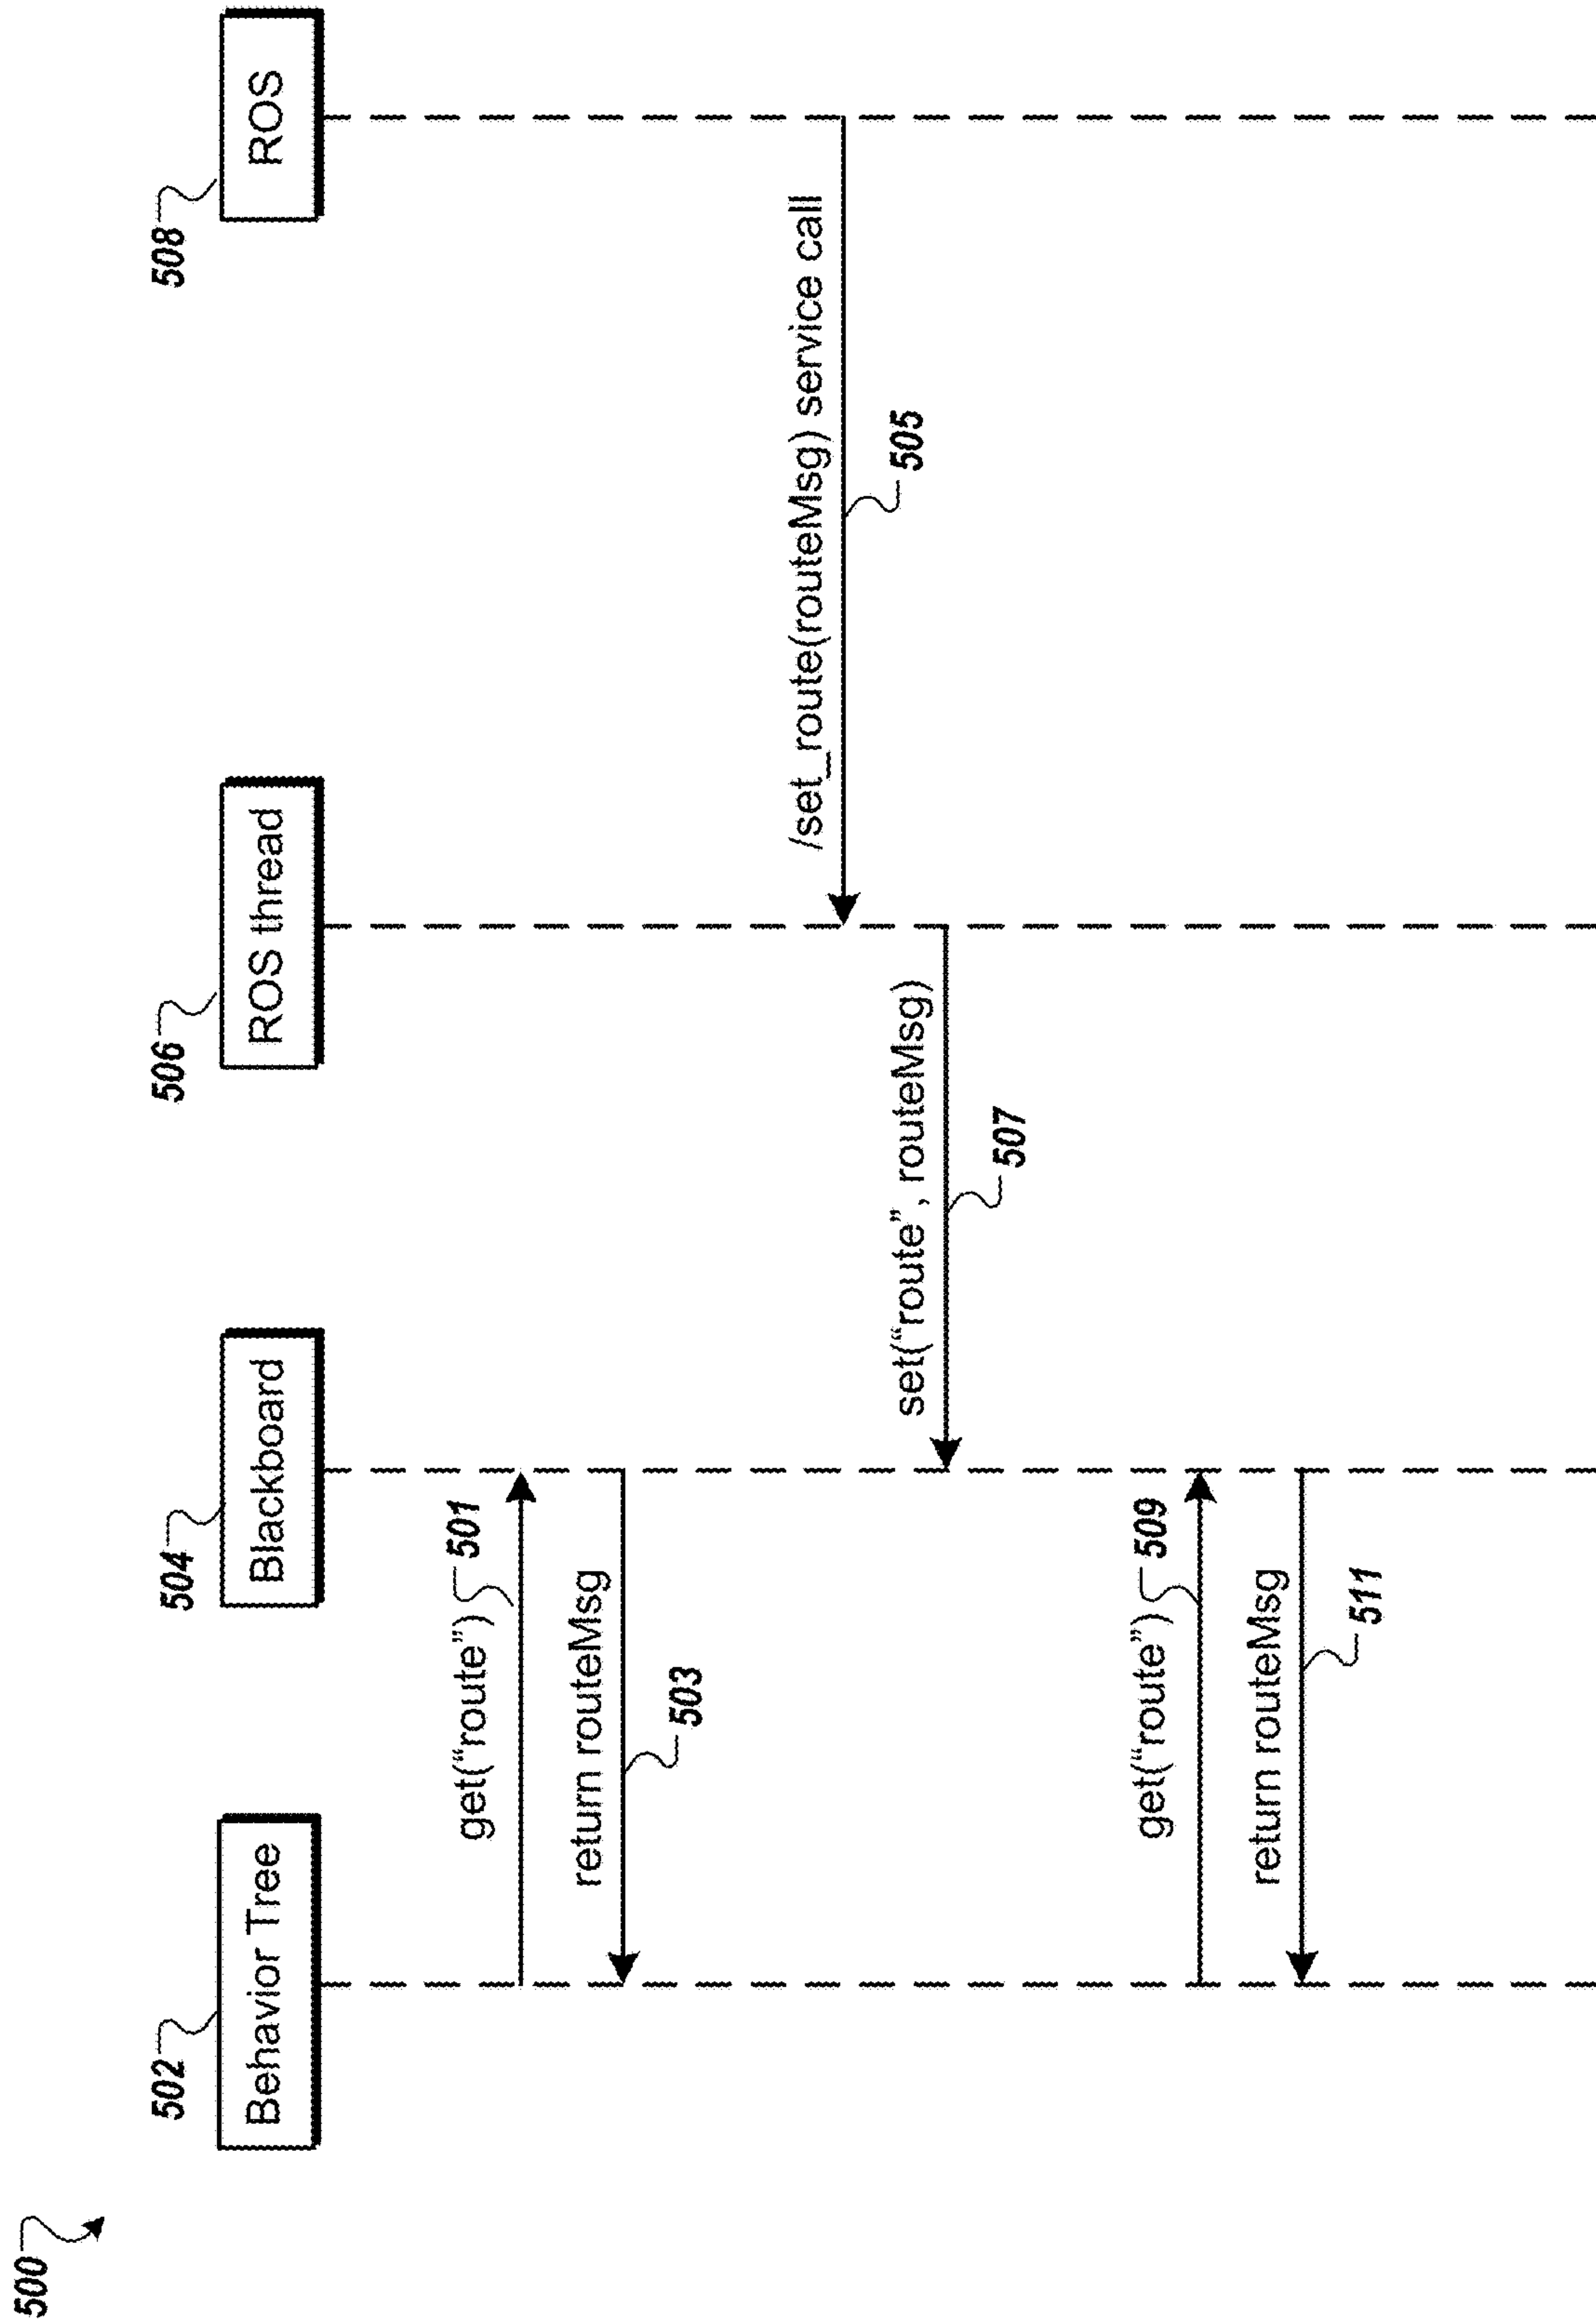 500
502
Behavior Tree
504
Blackboard
506
ROS thread
508
ROS
get(“route”)
501
return routeMsg
503
/set_route(routeMsg) service call
505
set(“route”, routeMsg)
507
get(“route”)
509
return routeMsg
511